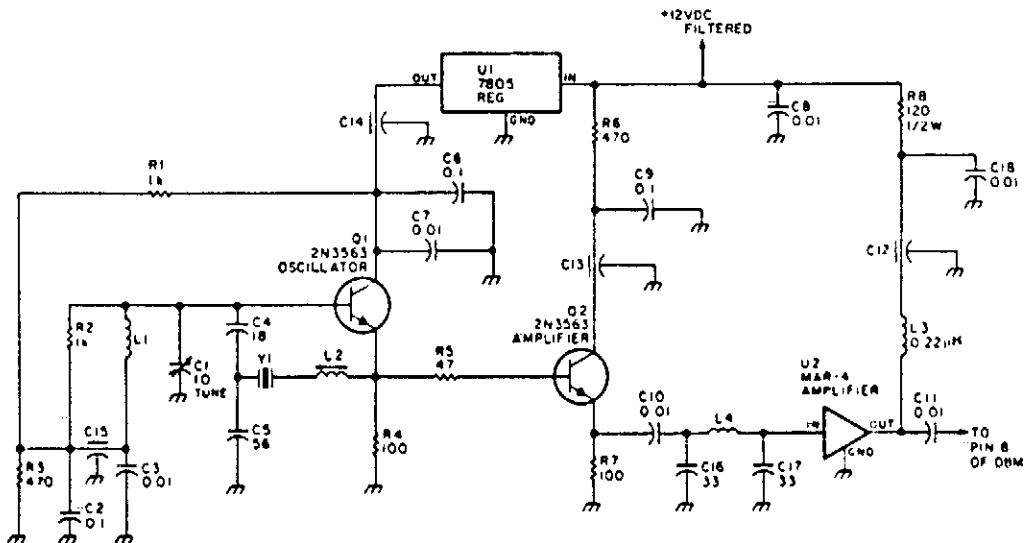 +12VDC
FILTERED
OUT
U1
7805
REG
IN
GND
C14
R6
470
C8
0.01
R8
120
1/2W
R1
1k
C6
0.1
C9
0.1
C18
0.01
C7
0.01
Q1
2N3563
OSCILLATOR
C13
C12
Q2
2N3563
AMPLIFIER
R2
1k
L1
C1
10
TUNE
C4
18
Y1
L2
R5
47
L3
0.22µH
U2
MAR-4
AMPLIFIER
C10
0.01
L4
IN
OUT
GND
C11
0.01
TO
PIN 8
OF DBM
C15
C5
56
R4
100
R7
100
C16
33
C17
33
R3
470
C3
0.01
C2
0.1